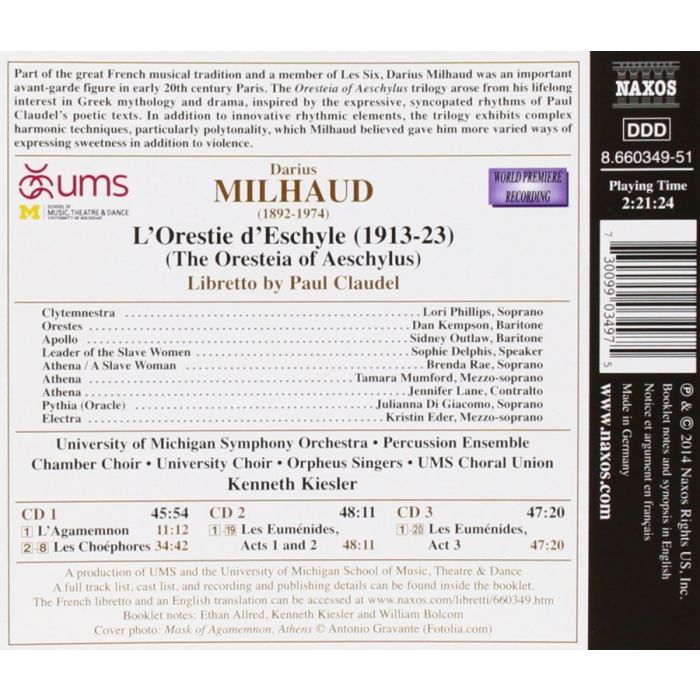 Part of the great French musical tradition and a member of Les Six, Darius Milhaud was an important
avant-garde figure in early 20th century Paris. The Oresteia of Aeschylus trilogy arose from his lifelong
interest in Greek mythology and drama, inspired by the expressive, syncopated rhythms of Paul
Claudel's poetic texts. In addition to innovative rhythmic elements, the trilogy exhibits complex
harmonic techniques, particularly polytonality, which Milhaud believed gave him more varied ways of
expressing sweetness in addition to violence.
ums
M SCHOOL OF
MUSIC, THEATRE & DANCE
UNIVERSITY OF MICHIGAN
Darius
MILHAUD
(1892-1974)
WORLD PREMIERE
RECORDING
L'Orestie d'Eschyle (1913-23)
(The Oresteia of Aeschylus)
Libretto by Paul Claudel
Clytemnestra Lori Phillips, Soprano
Orestes Dan Kempson, Baritone
Apollo Sidney Outlaw, Baritone
Leader of the Slave Women Sophie Delphis, Speaker
Athena / A Slave Woman Brenda Rae, Soprano
Athena Tamara Mumford, Mezzo-soprano
Athena Jennifer Lane, Contralto
Pythia (Oracle) Julianna Di Giacomo, Soprano
Electra Kristin Eder, Mezzo-soprano
University of Michigan Symphony Orchestra • Percussion Ensemble
Chamber Choir • University Choir • Orpheus Singers • UMS Choral Union
Kenneth Kiesler
CD 1 45:54
1 L'Agamemnon 11:12
2-8 Les Choéphores 34:42
CD 2 48:11
1-19 Les Euménides,
Acts 1 and 2 48:11
CD 3 47:20
1-20 Les Euménides,
Act 3 47:20
A production of UMS and the University of Michigan School of Music, Theatre & Dance
A full track list, cast list, and recording and publishing details can be found inside the booklet.
The French libretto and an English translation can be accessed at www.naxos.com/libretti/660349.htm
Booklet notes: Ethan Allred, Kenneth Kiesler and William Bolcom
Cover photo: Mask of Agamemnon, Athens © Antonio Gravante (Fotolia.com)
NAXOS
DDD
8.660349-51
Playing Time
2:21:24
7 30099 03497 5
℗ & © 2014 Naxos Rights US, Inc.
Booklet notes and synopsis in English
Notice et argument en français
Made in Germany
www.naxos.com